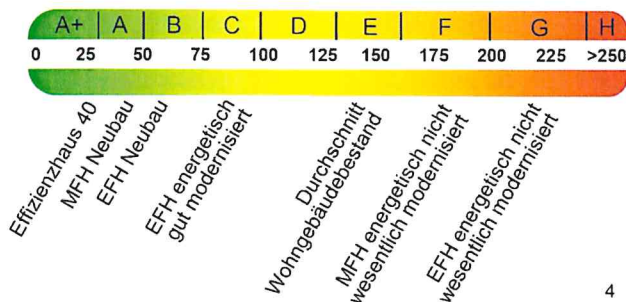 A+ A B C D E F G H
0 25 50 75 100 125 150 175 200 225 >250
Effizienzhaus 40
MFH Neubau
EFH Neubau
EFH energetisch
gut modernisiert
Durchschnitt
Wohngebäudebestand
MFH energetisch nicht
wesentlich modernisiert
EFH energetisch nicht
wesentlich modernisiert
4